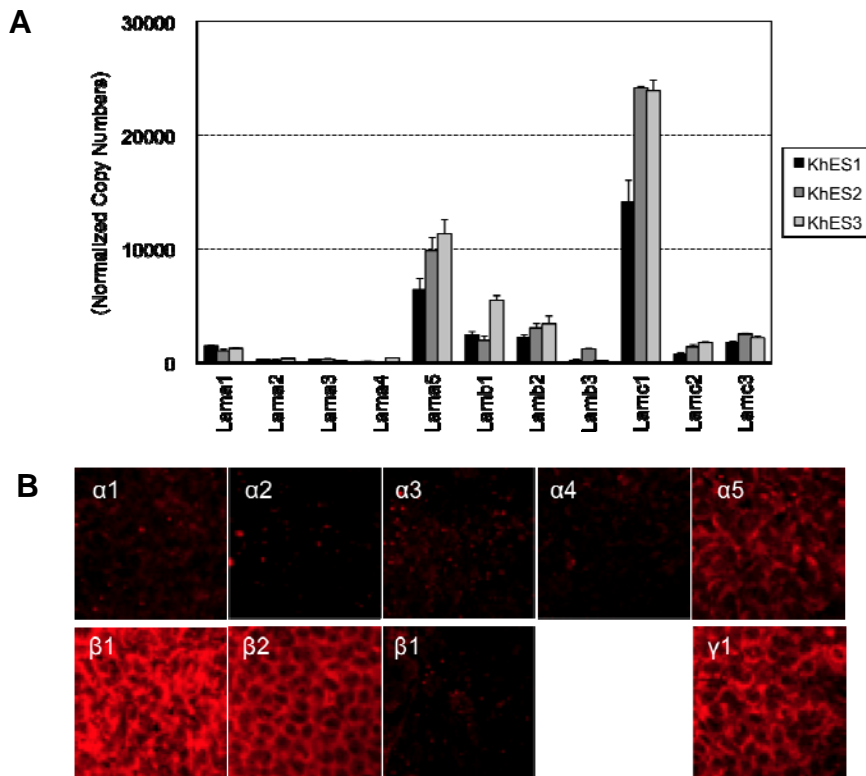 A
(Normalized Copy Numbers)
30000
20000
10000
0
KhES1
KhES2
KhES3
Lama1
Lama2
Lama3
Lama4
Lama5
Lamb1
Lamb2
Lamb3
Lamc1
Lamc2
Lamc3
B
α1
α2
α3
α4
α5
β1
β2
β1
γ1